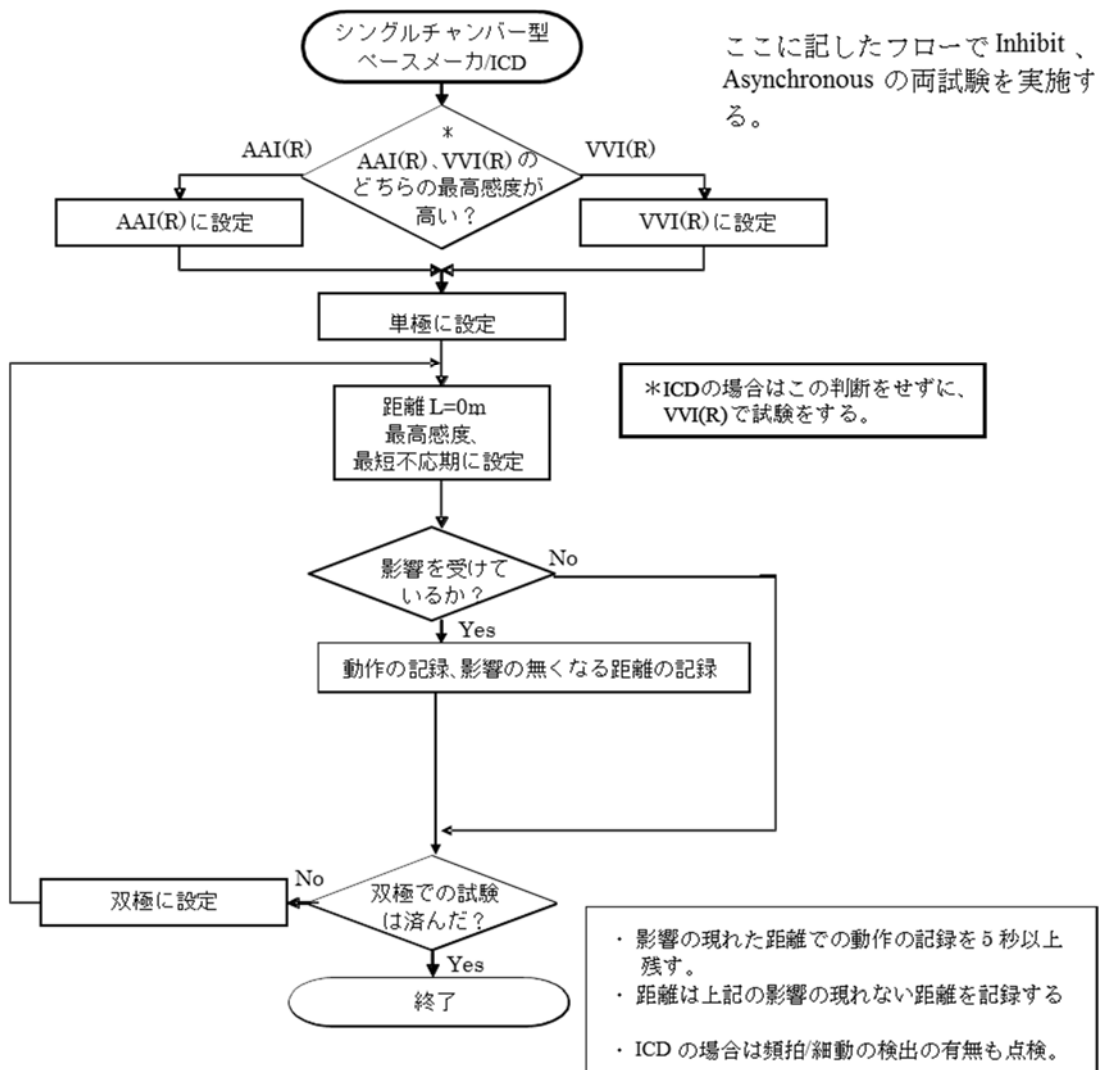 シングルチャンバー型
ペースメーカ/ICD
ここに記したフローで Inhibit 、
Asynchronous の両試験を実施す
る。
AAI(R)
*
AAI(R)、VVI(R) の
どちらの最高感度が
高い？
VVI(R)
AAI(R) に設定
VVI(R) に設定
単極に設定
＊ICDの場合はこの判断をせずに、
VVI(R) で試験をする。
距離 L=0m
最高感度、
最短不応期に設定
影響を受けて
いるか？
No
Yes
動作の記録、影響の無くなる距離の記録
双極に設定
No
双極での試験
は済んだ？
Yes
終了
・ 影響の現れた距離での動作の記録を 5 秒以上
残す。
・ 距離は上記の影響の現れない距離を記録する
・ ICD の場合は頻拍/細動の検出の有無も点検。